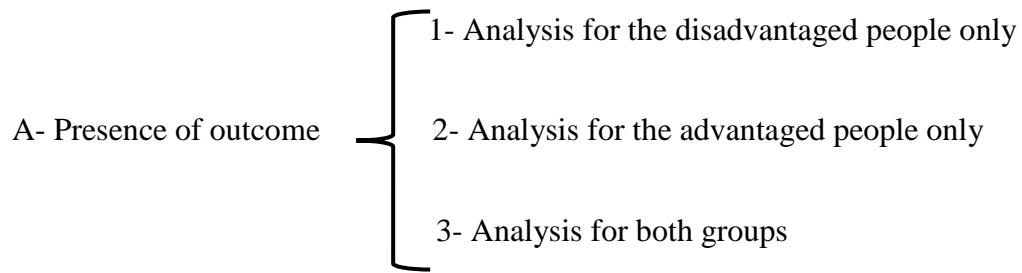 1- Analysis for the disadvantaged people only
A- Presence of outcome
2- Analysis for the advantaged people only
3- Analysis for both groups